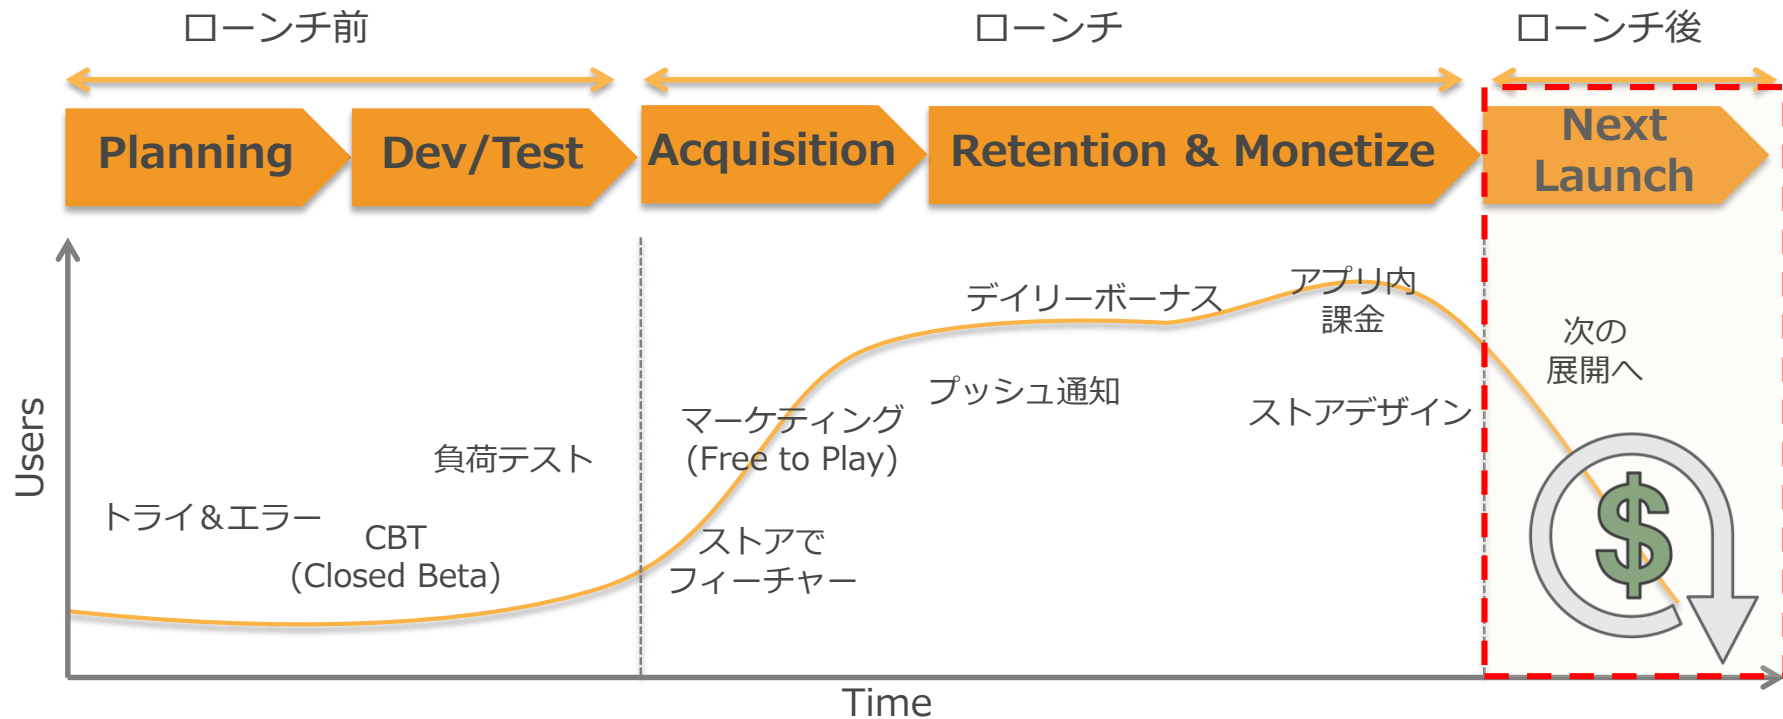 ローンチ前
ローンチ
ローンチ後
Planning
Dev/Test
Acquisition
Retention & Monetize
Next
Launch
デイリーボーナス
アプリ内
課金
次の
展開へ
プッシュ通知
ストアデザイン
マーケティング
(Free to Play)
負荷テスト
トライ＆エラー
CBT
(Closed Beta)
ストアで
フィーチャー
Users
$
Time